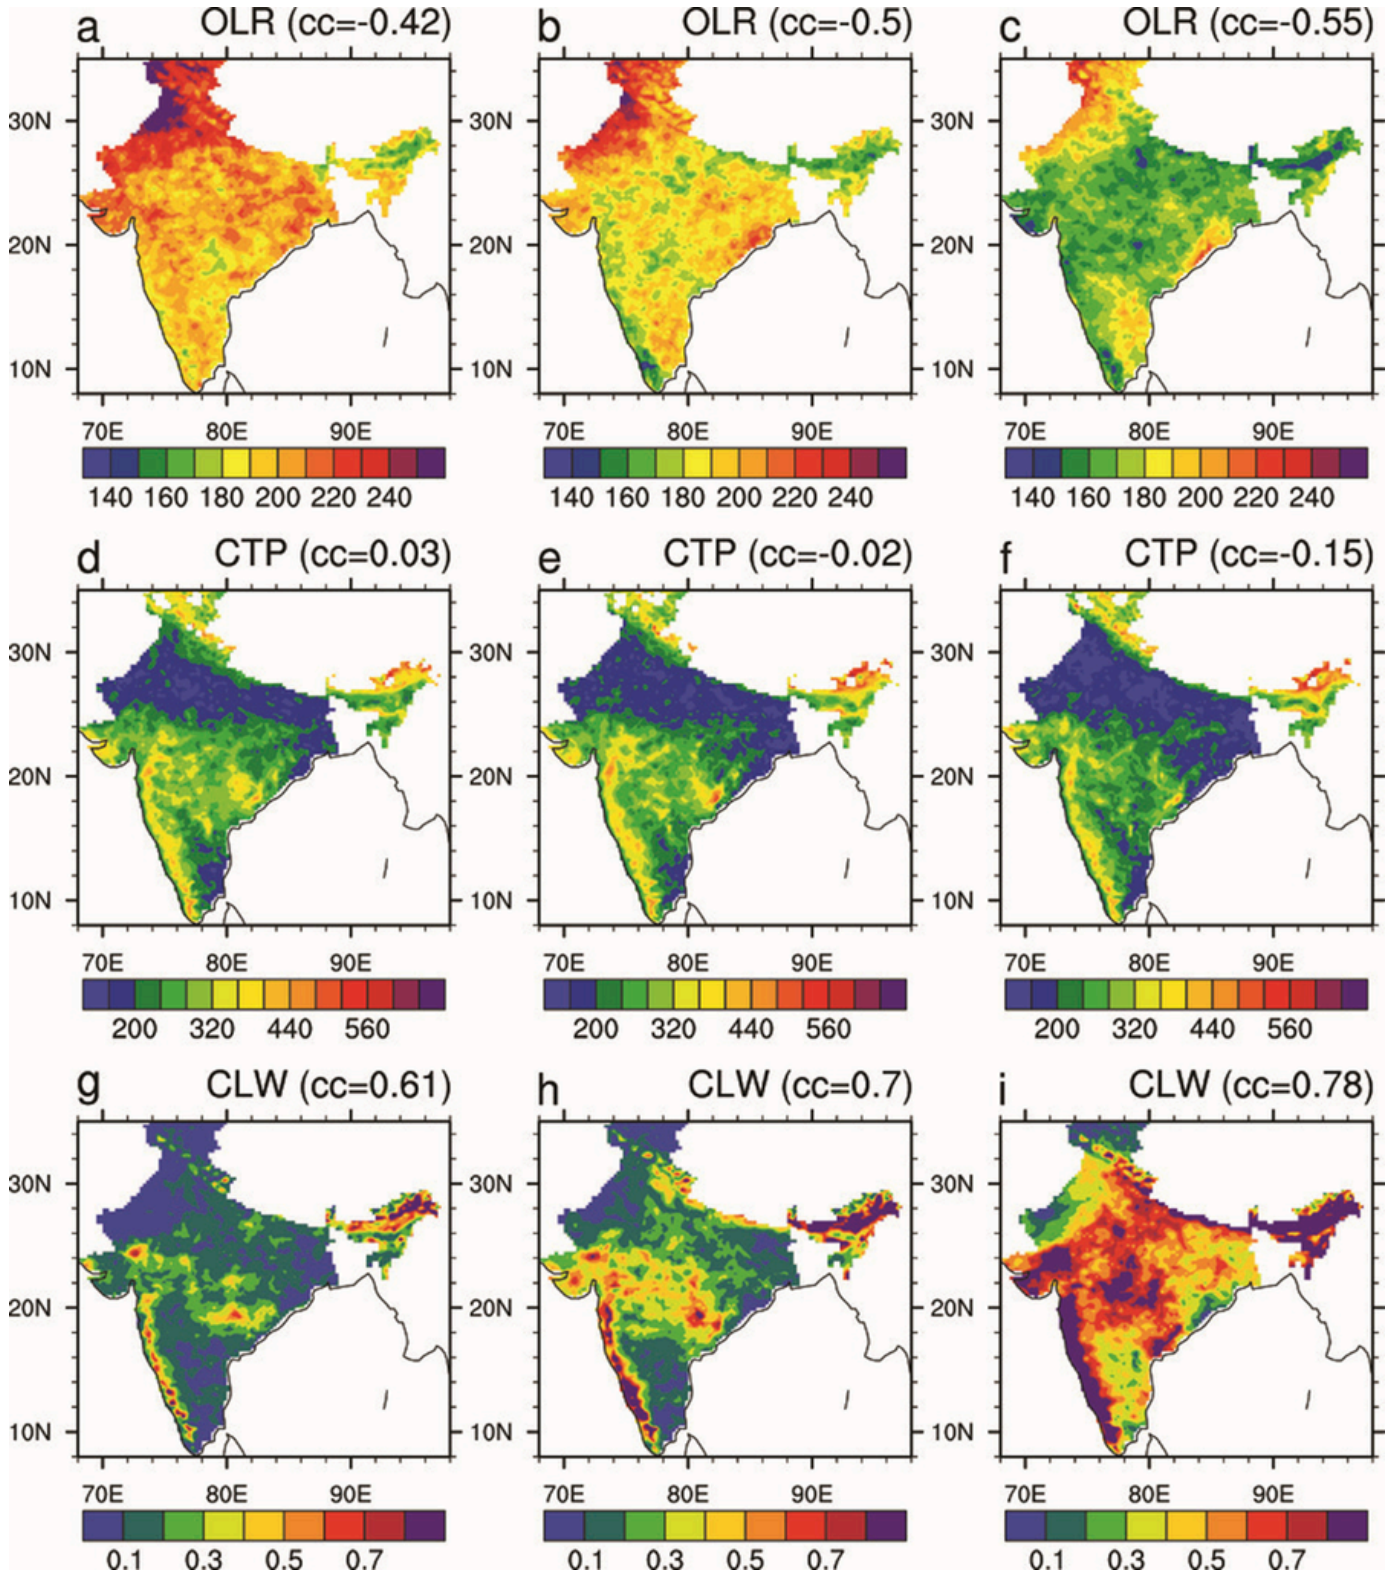 a OLR (cc=-0.42) b OLR (cc=-0.5) c OLR (cc=-0.55)
30N 30N 30N
20N 20N 20N
10N 10N 10N
70E 80E 90E 70E 80E 90E 70E 80E 90E
140 160 180 200 220 240 140 160 180 200 220 240 140 160 180 200 220 240
d CTP (cc=0.03) e CTP (cc=-0.02) f CTP (cc=-0.15)
30N 30N 30N
20N 20N 20N
10N 10N 10N
70E 80E 90E 70E 80E 90E 70E 80E 90E
200 320 440 560 200 320 440 560 200 320 440 560
g CLW (cc=0.61) h CLW (cc=0.7) i CLW (cc=0.78)
30N 30N 30N
20N 20N 20N
10N 10N 10N
70E 80E 90E 70E 80E 90E 70E 80E 90E
0.1 0.3 0.5 0.7 0.1 0.3 0.5 0.7 0.1 0.3 0.5 0.7